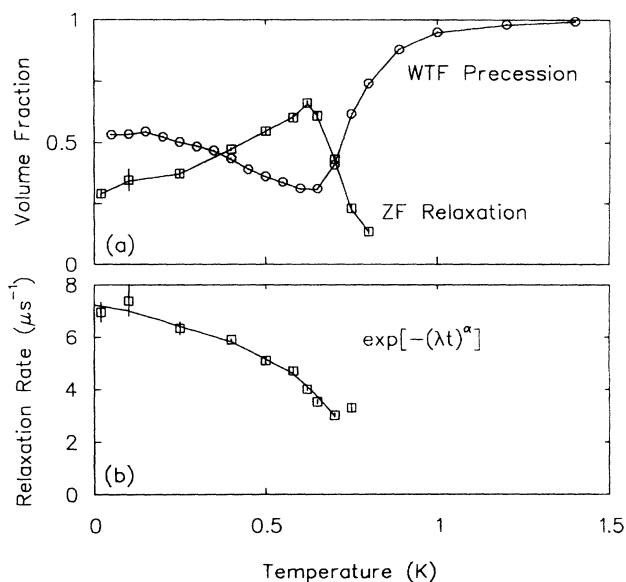 1
WTF Precession
Volume Fraction
0.5
ZF Relaxation
(a)
0
8
Relaxation Rate (μs⁻¹)
6
exp[-(λt)^α]
4
2
(b)
0
0 0.5 1 1.5
Temperature (K)